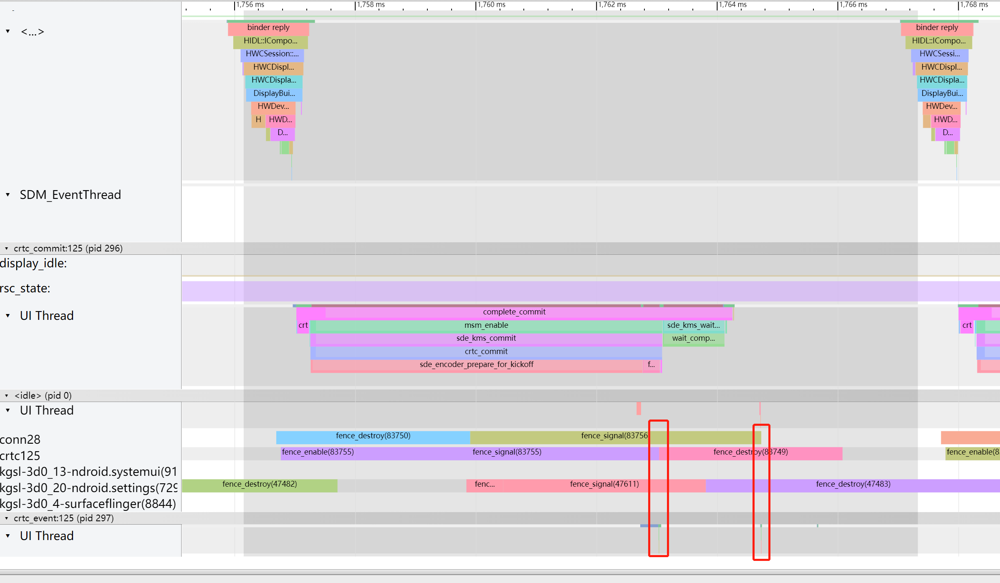 1,756 ms 1,758 ms 1,760 ms 1,762 ms 1,764 ms 1,766 ms 1,768 ms
-
<...>
binder reply binder reply
HIDL::ICompo... HIDL::ICompo...
HWCSession::... HWCSessi...
HWCDispl... HWCDispl...
HWCDispla... HWCDispla...
DisplayBui... DisplayBui...
HWDev... HWDev...
H HWD... HWD...
D... D...
SDM_EventThread
crtc_commit:125 (pid 296)
display_idle:
rsc_state:
UI Thread
complete_commit
crt msm_enable sde_kms_wait... crt
sde_kms_commit wait_comp...
crtc_commit
sde_encoder_prepare_for_kickoff f...
<idle> (pid 0)
UI Thread
conn28 fence_destroy(83750) fence_signal(83756
crtc125 fence_enable(83755) fence_signal(83755) fence_destroy(83749) fence_enable(8
kgsl-3d0_13-ndroid.systemui(91
kgsl-3d0_20-ndroid.settings(729 fence_destroy(47482) fenc... fence_signal(47611) fence_destroy(47483)
kgsl-3d0_4-surfaceflinger(8844)
crtc_event:125 (pid 297)
UI Thread